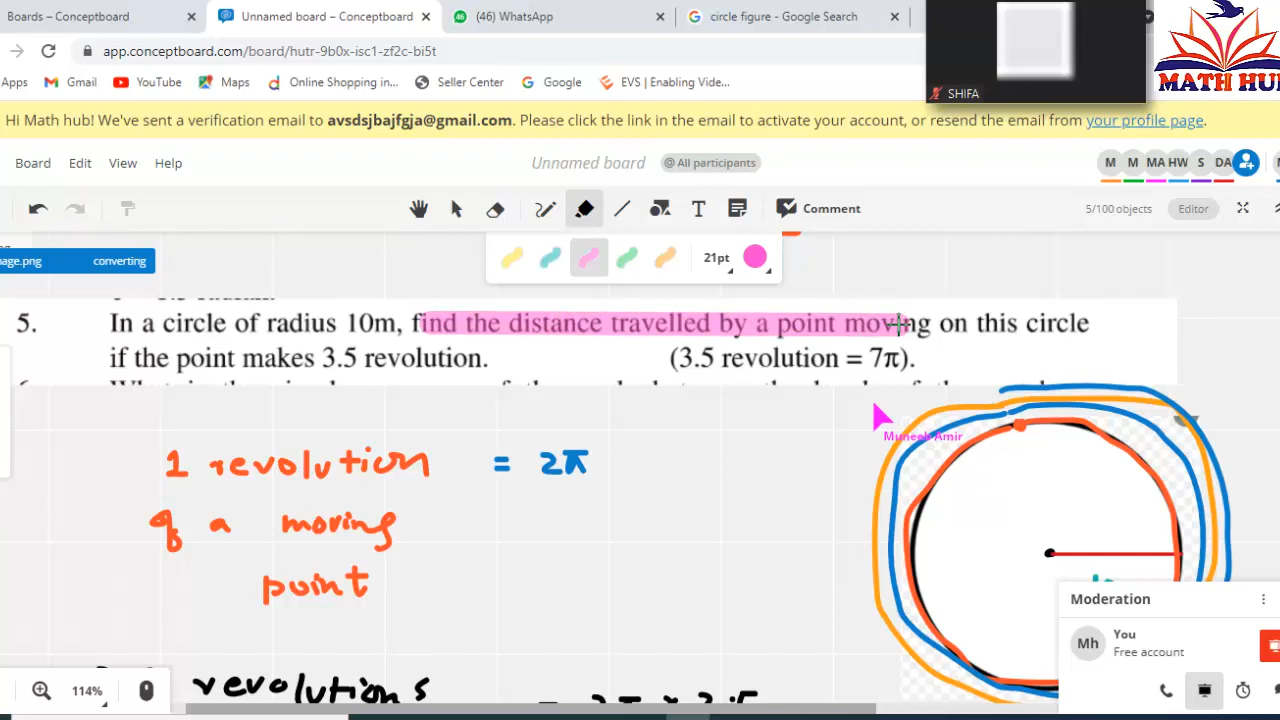 Boards – Conceptboard
Unnamed board – Conceptboard
(46) WhatsApp
circle figure - Google Search
app.conceptboard.com/board/hutr-9b0x-isc1-zf2c-bi5t
Apps
Gmail
YouTube
Maps
Online Shopping in...
Seller Center
Google
EVS | Enabling Vide...
SHIFA
MATH HU
Hi Math hub! We've sent a verification email to avsdsjbajfgja@gmail.com. Please click the link in the email to activate your account, or resend the email from your profile page.
Board Edit View Help
Unnamed board
@ All participants
M M MA HW S DA
Comment
5/100 objects
Editor
21pt
converting
5. In a circle of radius 10m, find the distance travelled by a point moving on this circle
if the point makes 3.5 revolution. (3.5 revolution = 7π).
Muneeb Amir
1 revolution = 2π
of a moving
point
revolutions
Moderation
Mh
You
Free account
114%